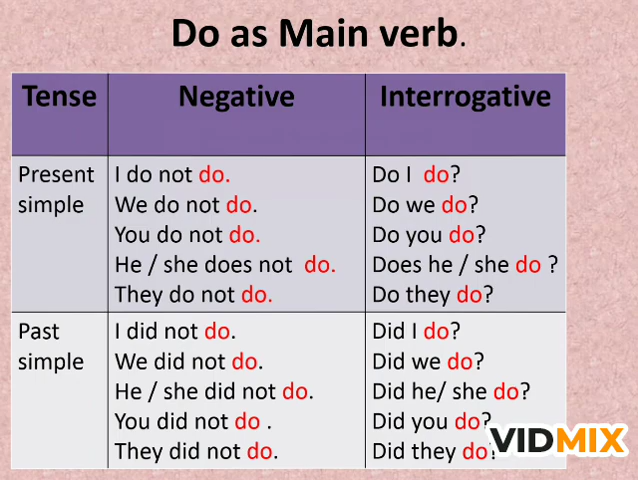 Do as Main verb.
Tense Negative Interrogative
Present simple
I do not do.
We do not do.
You do not do.
He / she does not do.
They do not do.
Do I do?
Do we do?
Do you do?
Does he / she do ?
Do they do?
Past simple
I did not do.
We did not do.
He / she did not do.
You did not do .
They did not do.
Did I do?
Did we do?
Did he/ she do?
Did you do?
Did they do?
VIDMIX